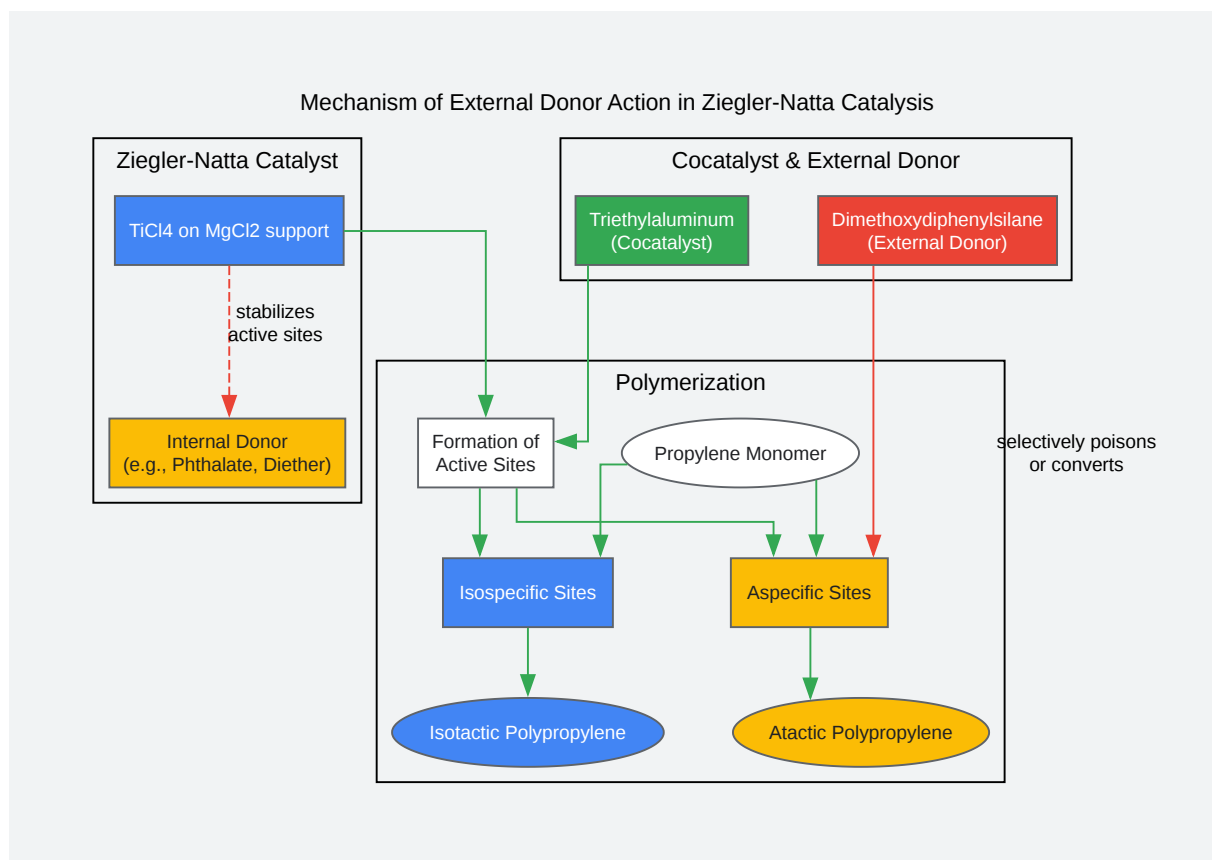 Mechanism of External Donor Action in Ziegler-Natta Catalysis
Ziegler-Natta Catalyst
TiCl4 on MgCl2 support
stabilizes
active sites
Internal Donor
(e.g., Phthalate, Diether)
Cocatalyst & External Donor
Triethylaluminum
(Cocatalyst)
Dimethoxydiphenylsilane
(External Donor)
Polymerization
Formation of
Active Sites
Propylene Monomer
selectively poisons
or converts
Isospecific Sites
Aspecific Sites
Isotactic Polypropylene
Atactic Polypropylene